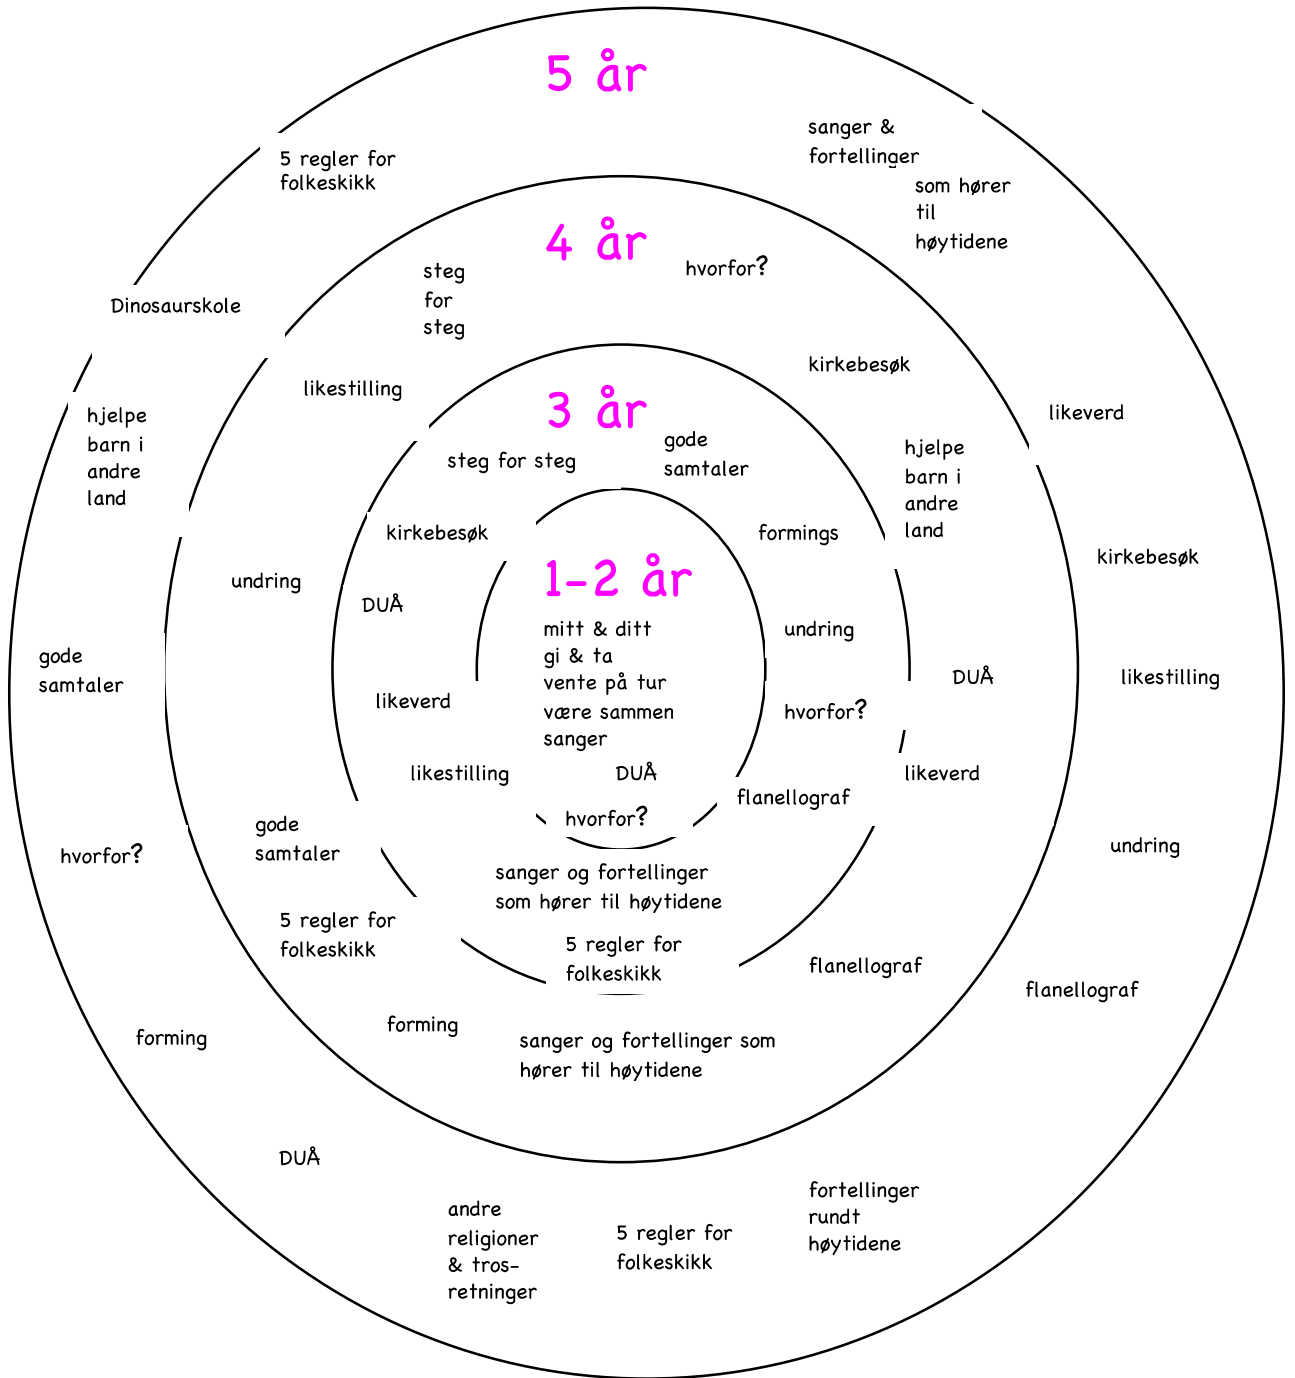 5 år
sanger &
fortellinger
som hører
til
høytidene
5 regler for
folkeskikk
Dinosaurskole
hjelpe
barn i
andre
land
likeverd
kirkebesøk
likestilling
gode
samtaler
undring
hvorfor?
flanellograf
forming
DUÅ
andre
religioner
& tros-
retninger
5 regler for
folkeskikk
fortellinger
rundt
høytidene
4 år
steg
for
steg
hvorfor?
likestilling
kirkebesøk
hjelpe
barn i
andre
land
undring
DUÅ
likeverd
gode
samtaler
5 regler for
folkeskikk
flanellograf
forming
sanger og fortellinger som
hører til høytidene
3 år
steg for steg
gode
samtaler
kirkebesøk
formings
DUÅ
undring
likeverd
hvorfor?
likestilling
flanellograf
sanger og fortellinger
som hører til høytidene
5 regler for
folkeskikk
1-2 år
mitt & ditt
gi & ta
vente på tur
være sammen
sanger
DUÅ
hvorfor?